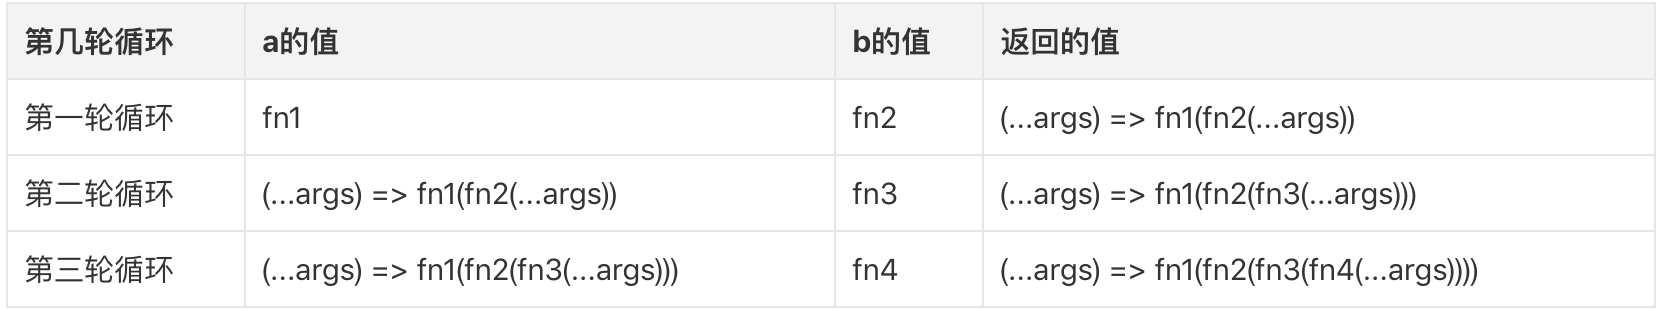 第几轮循环 a的值 b的值 返回的值
第一轮循环 fn1 fn2 (...args) => fn1(fn2(...args))
第二轮循环 (...args) => fn1(fn2(...args)) fn3 (...args) => fn1(fn2(fn3(...args)))
第三轮循环 (...args) => fn1(fn2(fn3(...args))) fn4 (...args) => fn1(fn2(fn3(fn4(...args))))